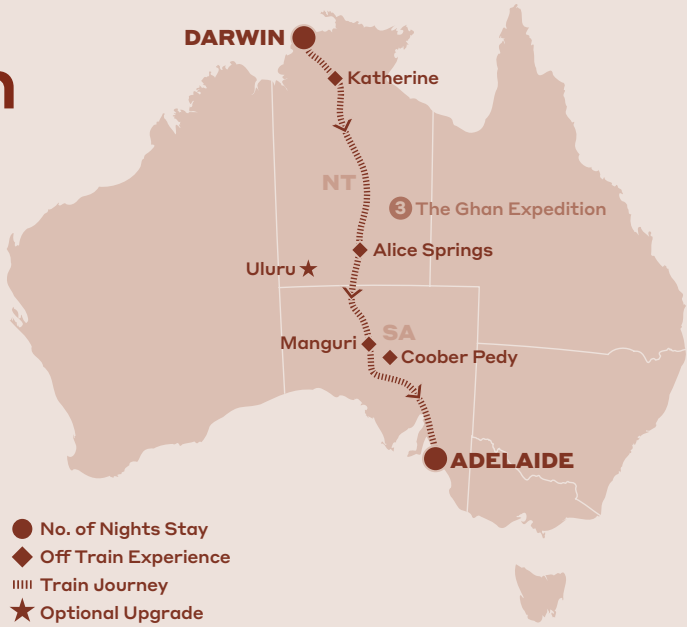 n
DARWIN
Katherine
NT
3 The Ghan Expedition
Alice Springs
Uluru
SA
Manguri
Coober Pedy
ADELAIDE
No. of Nights Stay
Off Train Experience
Train Journey
Optional Upgrade